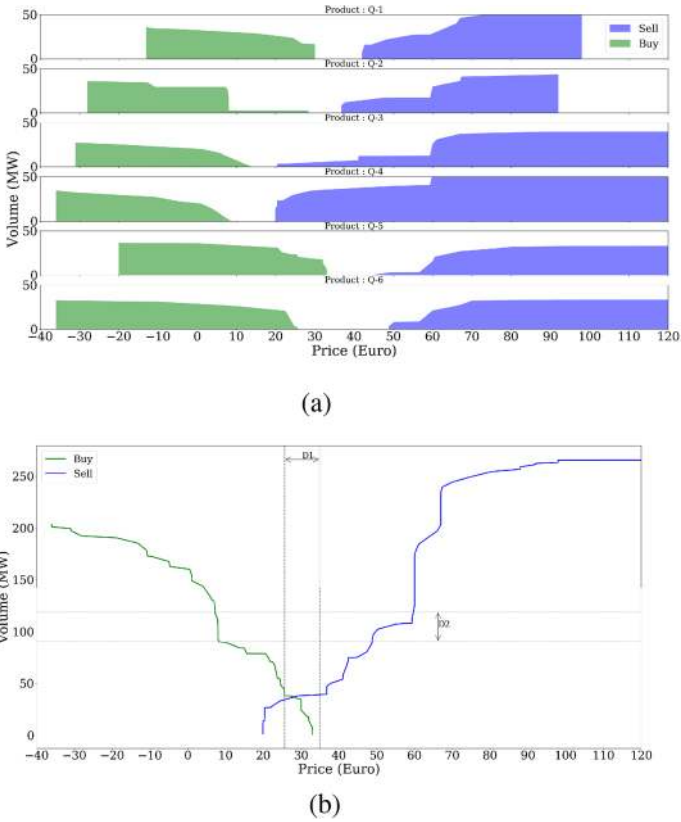 Product : Q-1
50
0
Sell
Buy
Product : Q-2
50
0
Product : Q-3
50
0
Product : Q-4
50
0
Product : Q-5
50
0
Product : Q-6
50
0
Volume (MW)
−40 −30 −20 −10 0 10 20 30 40 50 60 70 80 90 100 110 120
Price (Euro)
(a)
Buy
Sell
D1
D2
250
200
150
100
50
0
Volume (MW)
−40 −30 −20 −10 0 10 20 30 40 50 60 70 80 90 100 110 120
Price (Euro)
(b)